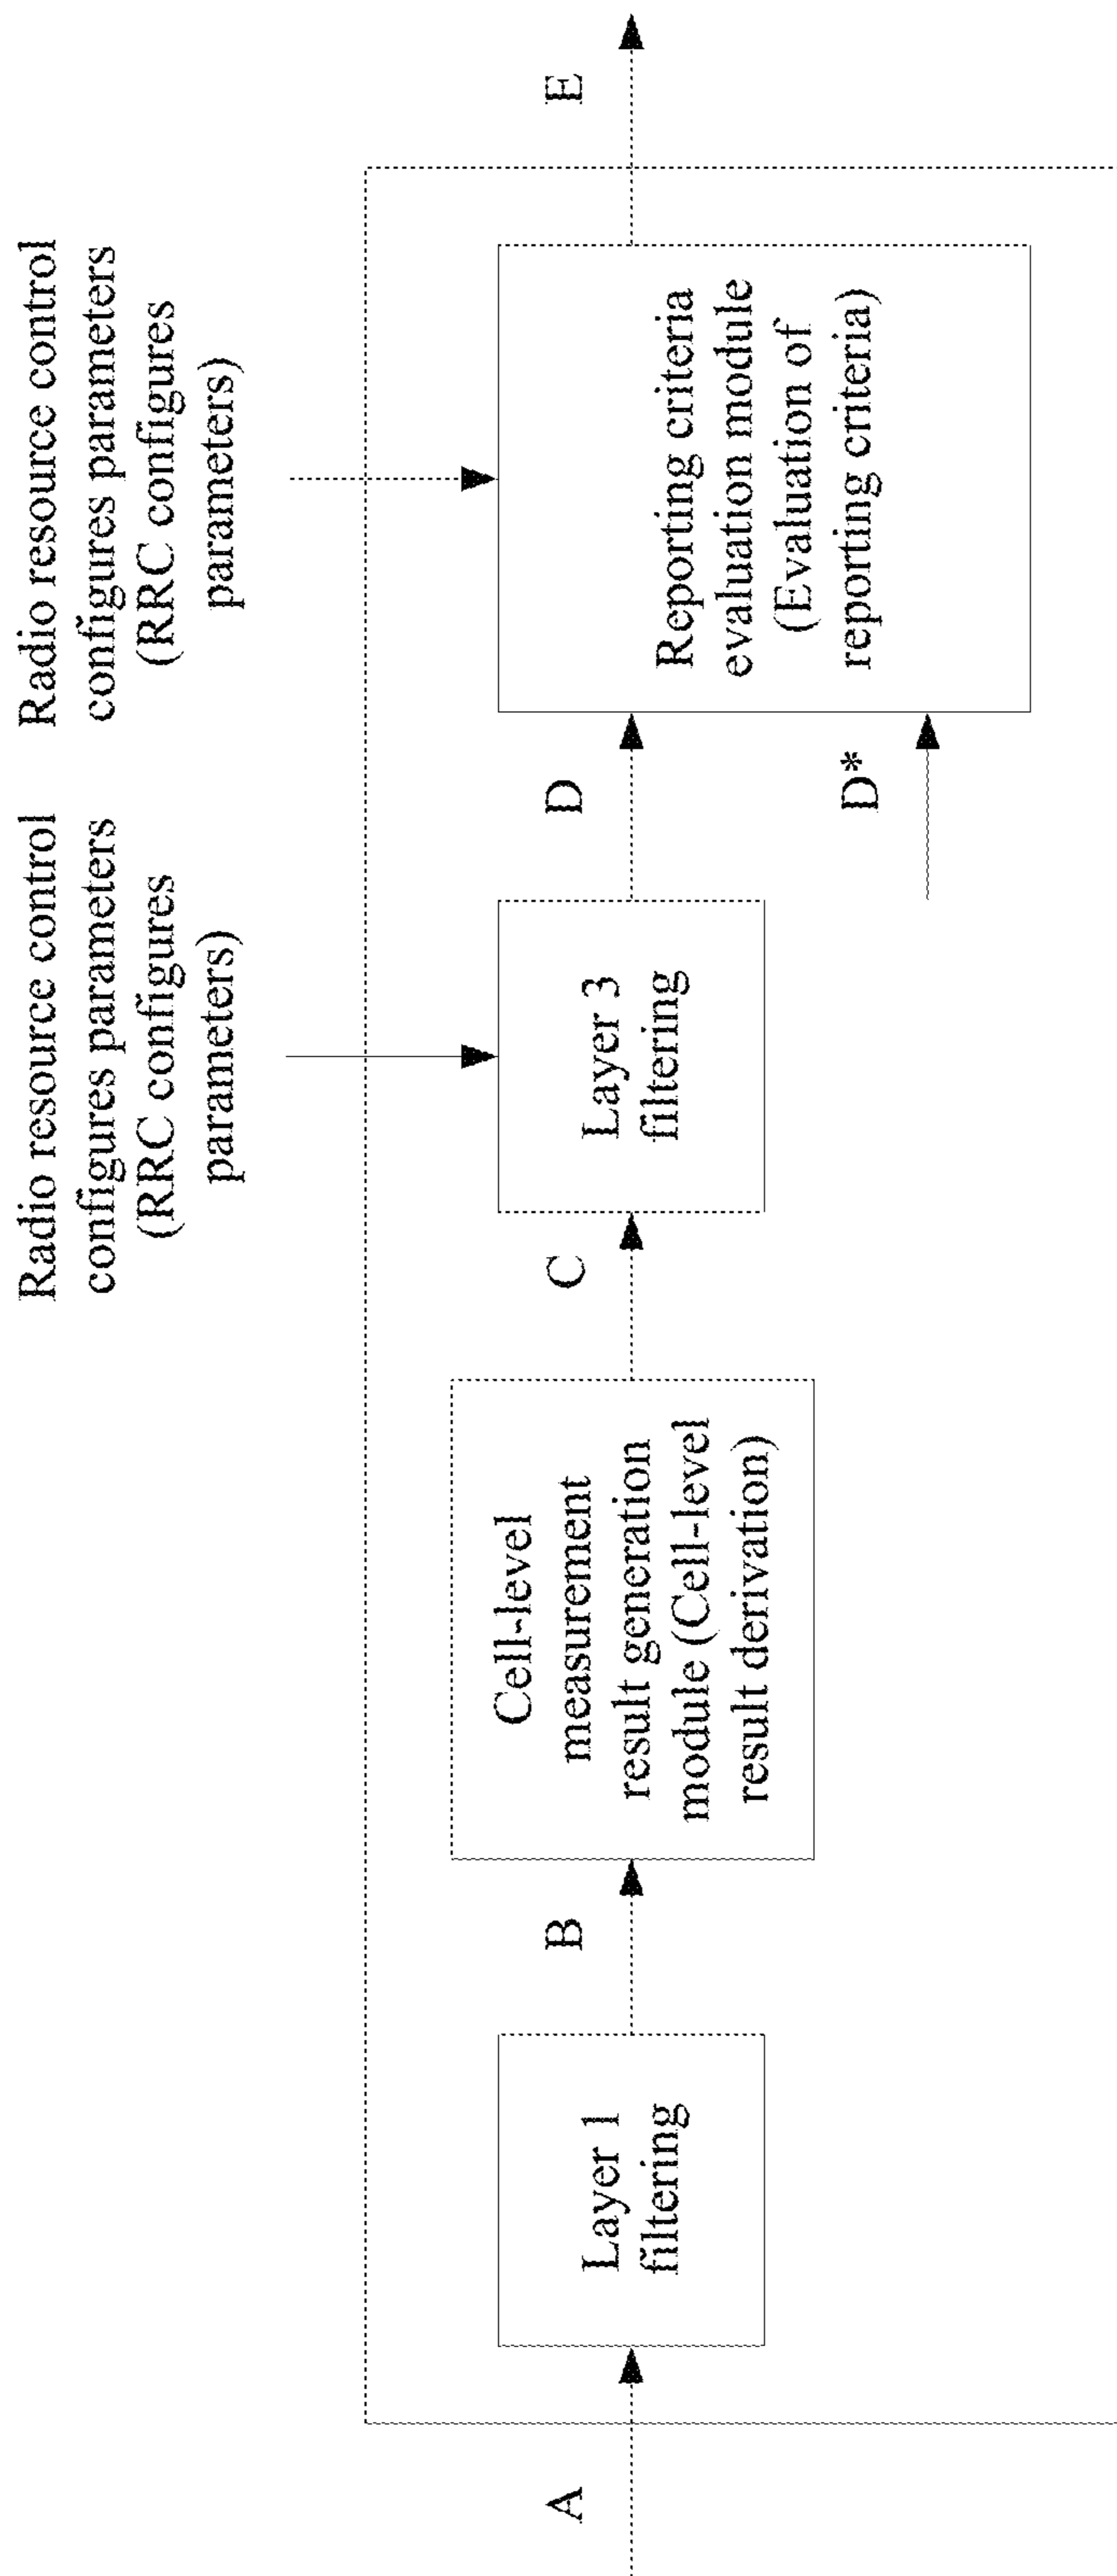 Radio resource control
configures parameters
(RRC configures
parameters)
Radio resource control
configures parameters
(RRC configures
parameters)
A
Layer 1
filtering
B
Cell-level
measurement
result generation
module (Cell-level
result derivation)
C
Layer 3
filtering
D
D*
Reporting criteria
evaluation module
(Evaluation of
reporting criteria)
E